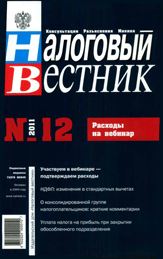 Консультации Разъяснения Мнения
НАЛОГОВЫЙ
ВЕСТНИК
№12
2011
Расходы
на вебинар
Участвуем в вебинаре —
подтверждаем расходы
НДФЛ: изменения в стандартных вычетах
О консолидированной группе
налогоплательщиков: краткие комментарии
Уплата налога на прибыль при закрытии
обособленного подразделения